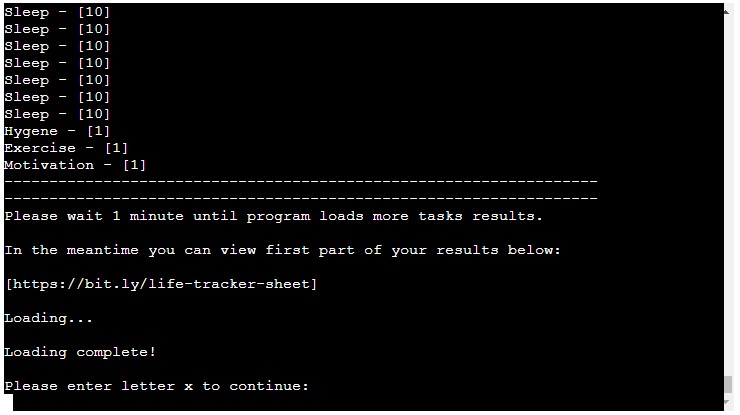 Sleep - [10]
Sleep - [10]
Sleep - [10]
Sleep - [10]
Sleep - [10]
Sleep - [10]
Sleep - [10]
Hygene - [1]
Exercise - [1]
Motivation - [1]
------------------------------------------------------------------
------------------------------------------------------------------
Please wait 1 minute until program loads more tasks results.
In the meantime you can view first part of your results below:
[https://bit.ly/life-tracker-sheet]
Loading...
Loading complete!
Please enter letter x to continue: